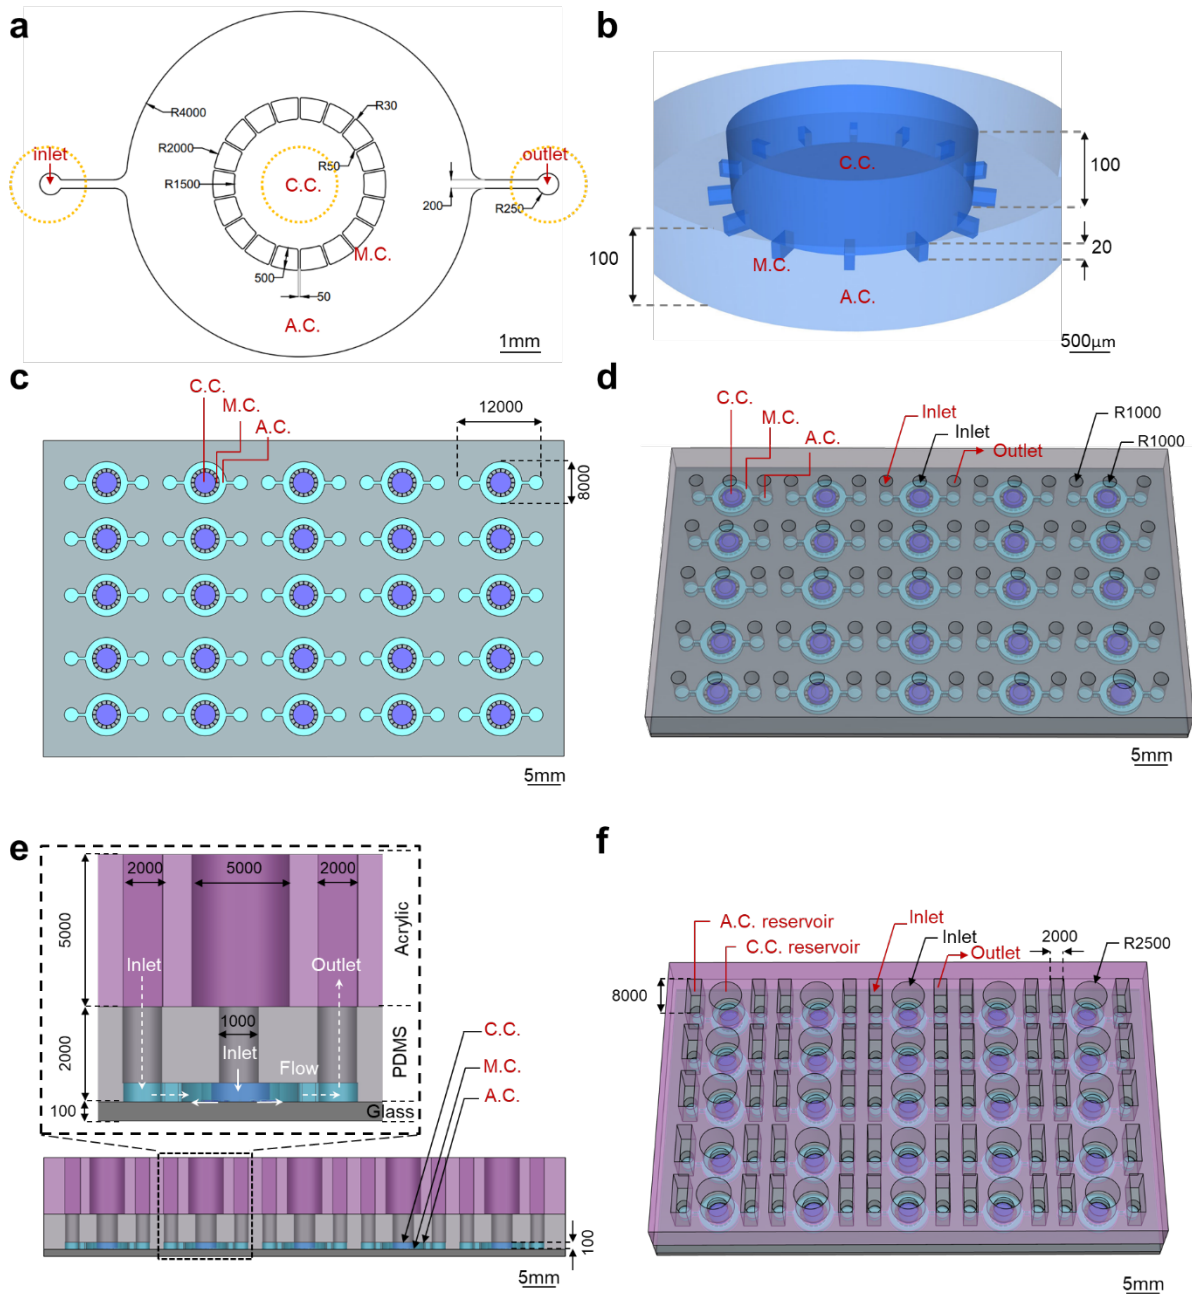 a
inlet
R4000
R2000
R1500
C.C.
R30
R50
200
outlet
R250
M.C.
500
50
A.C.
1mm
b
C.C.
100
20
100
M.C.
A.C.
500μm
c
C.C.
M.C.
A.C.
12000
8000
5mm
d
C.C.
M.C.
A.C.
Inlet
Inlet
Outlet
R1000
R1000
5mm
e
2000
5000
2000
5000
Acrylic
Inlet
Outlet
1000
Inlet
2000
PDMS
Flow
100
Glass
C.C.
M.C.
A.C.
100
5mm
f
A.C. reservoir
C.C. reservoir
Inlet
Inlet
Outlet
2000
R2500
8000
5mm